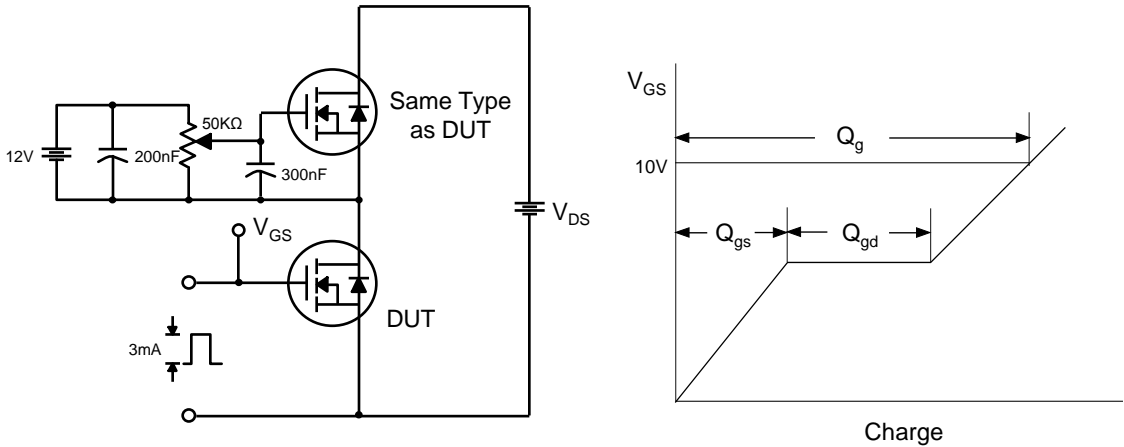 Same Type
as DUT
50KΩ
12V
200nF
300nF
V_GS
V_DS
DUT
3mA
V_GS
Q_g
10V
Q_gs
Q_gd
Charge